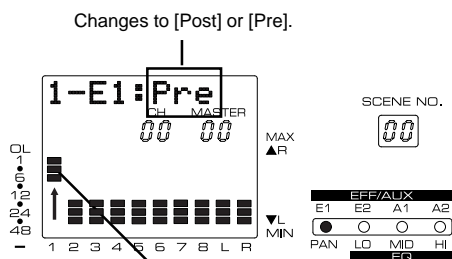 Changes to [Post] or [Pre].
1-E1:Pre
CH MASTER
00 00
SCENE NO.
00
MAX
▲R
OL
1
6
12
24
48
–
▼L
MIN
1 2 3 4 5 6 7 8 L R
EFF/AUX
E1 E2 A1 A2
PAN LO MID HI
EQ